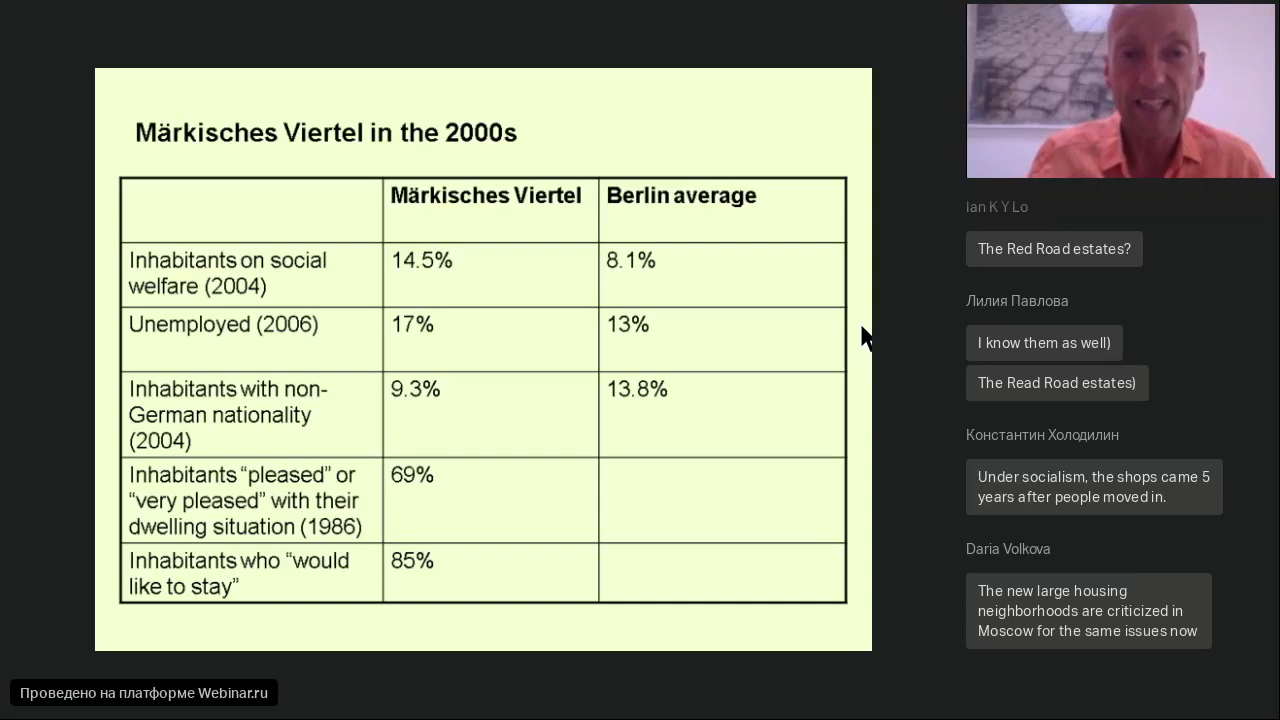 Märkisches Viertel in the 2000s
Märkisches Viertel Berlin average
Inhabitants on social 14.5% 8.1%
welfare (2004)
Unemployed (2006) 17% 13%
Inhabitants with non- 9.3% 13.8%
German nationality
(2004)
Inhabitants “pleased” or 69%
“very pleased” with their
dwelling situation (1986)
Inhabitants who “would 85%
like to stay”
Ian K Y Lo
The Red Road estates?
Лилия Павлова
I know them as well)
The Read Road estates)
Константин Холодилин
Under socialism, the shops came 5
years after people moved in.
Daria Volkova
The new large housing
neighborhoods are criticized in
Moscow for the same issues now
Проведено на платформе Webinar.ru